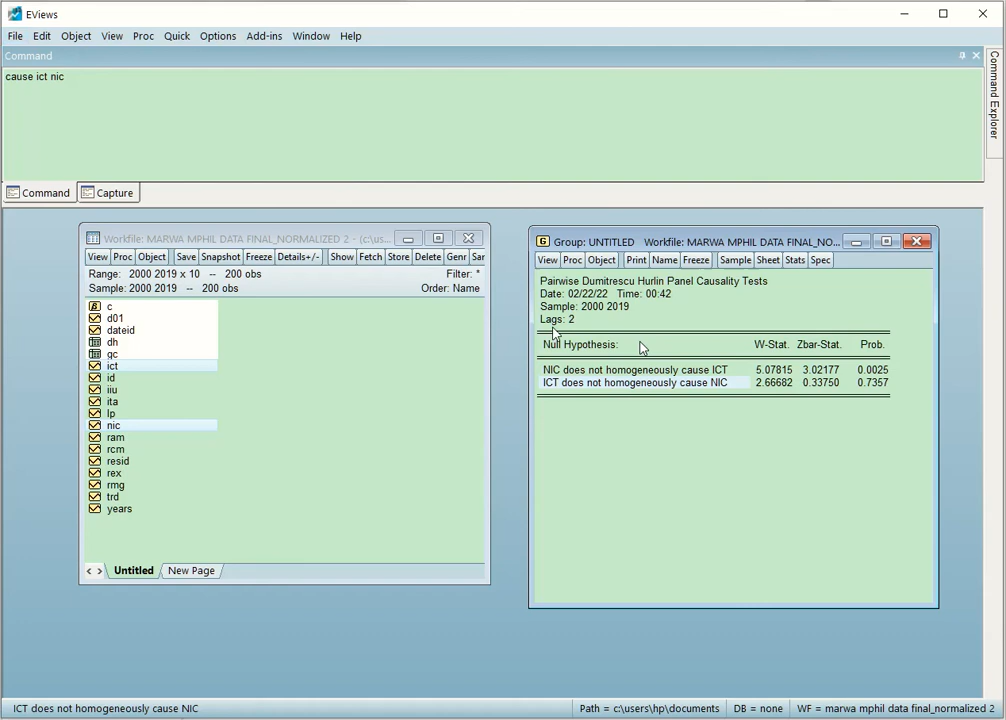 EViews
File Edit Object View Proc Quick Options Add-ins Window Help
Command
cause ict nic
Command Explorer
Command Capture
Workfile: MARWA MPHIL DATA FINAL_NORMALIZED 2 - (c:\us...
View Proc Object Save Snapshot Freeze Details+/- Show Fetch Store Delete Genr Sar
Range: 2000 2019 x 10 -- 200 obs Filter: *
Sample: 2000 2019 -- 200 obs Order: Name
c
d01
dateid
dh
gc
ict
id
iiu
ita
lp
nic
ram
rcm
resid
rex
rmg
trd
years
Untitled New Page
Group: UNTITLED Workfile: MARWA MPHIL DATA FINAL_NO...
View Proc Object Print Name Freeze Sample Sheet Stats Spec
Pairwise Dumitrescu Hurlin Panel Causality Tests
Date: 02/22/22 Time: 00:42
Sample: 2000 2019
Lags: 2
Null Hypothesis: W-Stat. Zbar-Stat. Prob.
NIC does not homogeneously cause ICT 5.07815 3.02177 0.0025
ICT does not homogeneously cause NIC 2.66682 0.33750 0.7357
ICT does not homogeneously cause NIC Path = c:\users\hp\documents DB = none WF = marwa mphil data final_normalized 2